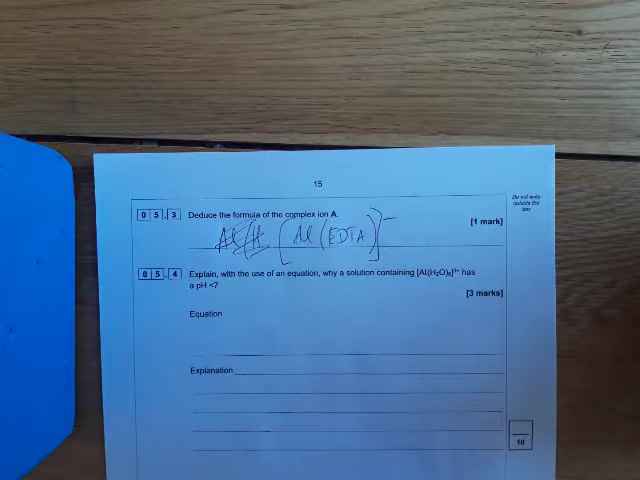 15
Do not write
outside the
box
0 5 . 3 Deduce the formula of the complex ion A.
[1 mark]
[Al(EDTA)]⁻
0 5 . 4 Explain, with the use of an equation, why a solution containing [Al(H₂O)₆]³⁺ has
a pH <7
[3 marks]
Equation
Explanation
10